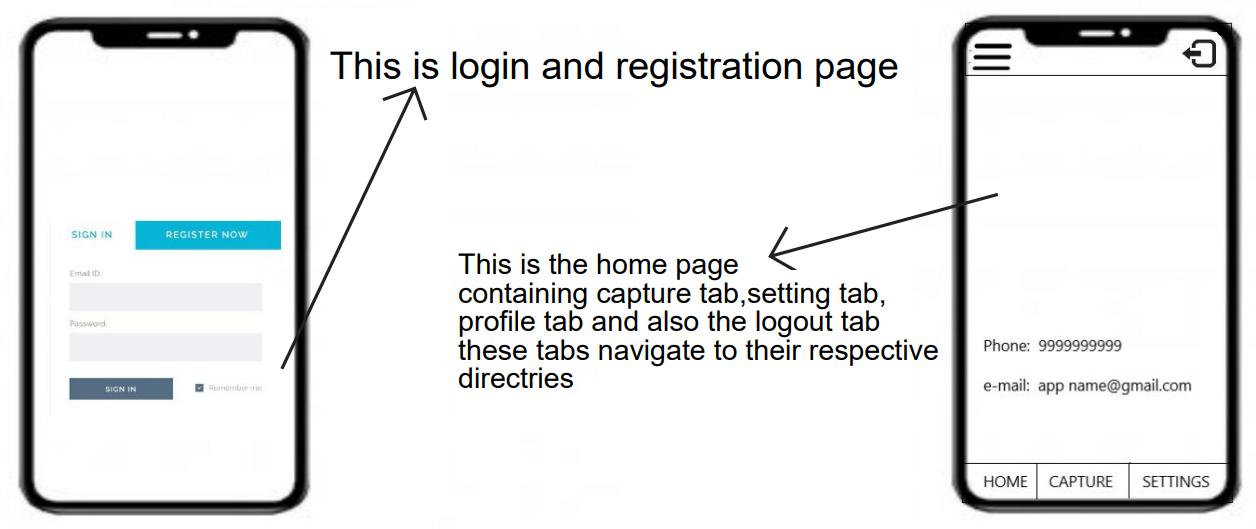 This is login and registration page
SIGN IN
REGISTER NOW
Email ID
Password
SIGN IN
Remember me
This is the home page
containing capture tab,setting tab,
profile tab and also the logout tab
these tabs navigate to their respective
directries
Phone: 9999999999
e-mail: app name@gmail.com
HOME
CAPTURE
SETTINGS